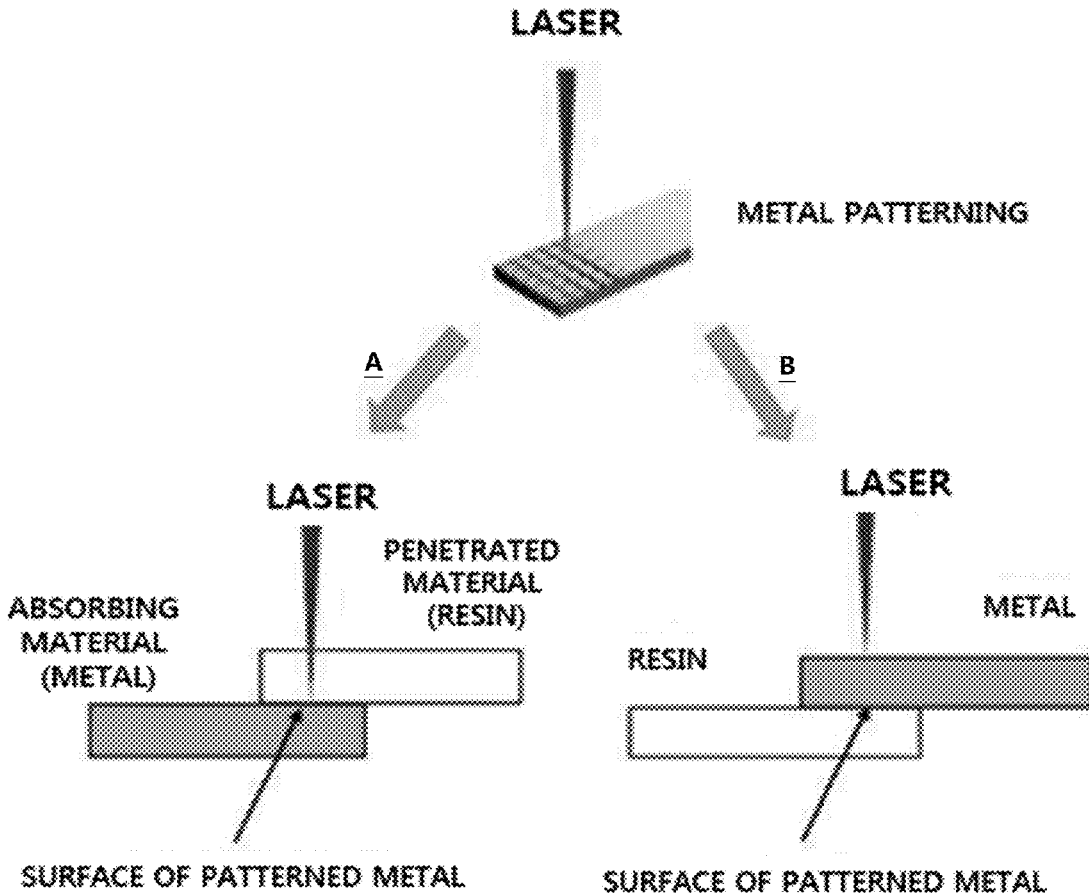 LASER
METAL PATTERNING
A
B
LASER
PENETRATED
MATERIAL
(RESIN)
ABSORBING
MATERIAL
(METAL)
SURFACE OF PATTERNED METAL
LASER
METAL
RESIN
SURFACE OF PATTERNED METAL